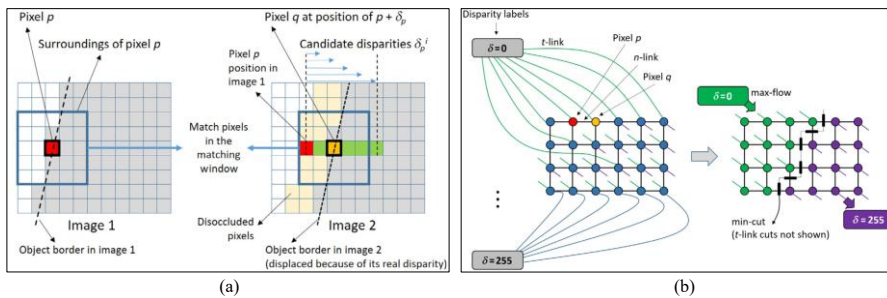 Pixel p
Surroundings of pixel p
Pixel q at position of p + δp
Candidate disparities δp^i
Pixel p
position in
image 1
Match pixels
in the
matching
window
Image 1
Disoccluded
pixels
Image 2
Object border in image 1
Object border in image 2
(displaced because of its real disparity)
(a)
Disparity labels
δ = 0
t-link
Pixel p
n-link
Pixel q
δ = 0
max-flow
⋮
δ = 255
min-cut
(t-link cuts not shown)
δ = 255
(b)